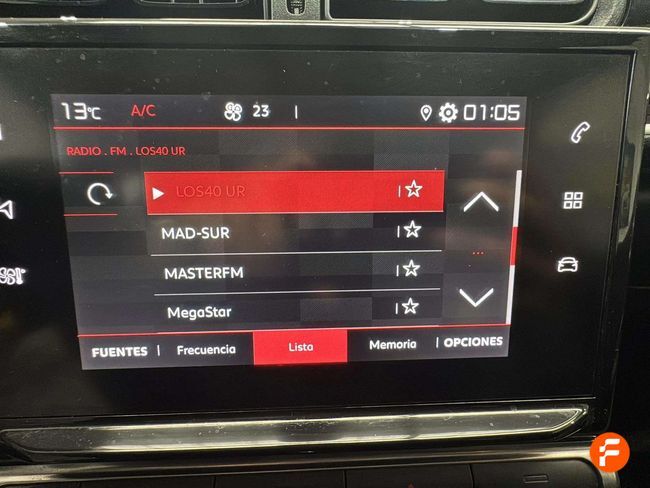 13°C A/C 23 01:05
RADIO . FM . LOS40 UR
LOS40 UR
MAD-SUR
MASTERFM
MegaStar
FUENTES Frecuencia Lista Memoria OPCIONES